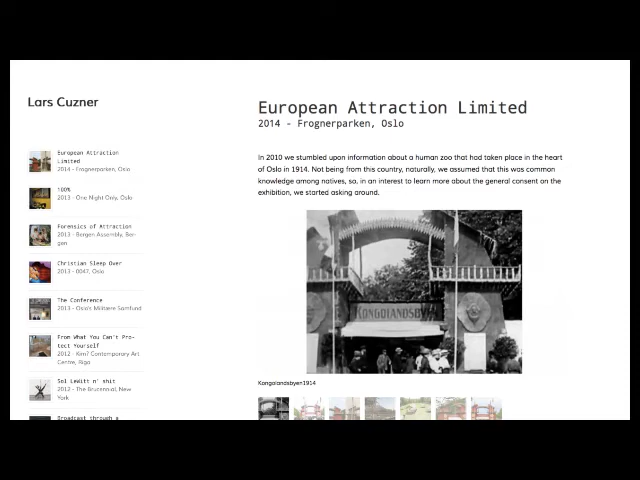 Lars Cuzner
European Attraction
Limited
2014 - Frognerparken, Oslo
100%
2013 - One Night Only, Oslo
Forensics of Attraction
2013 - Bergen Assembly, Ber-
gen
Christian Sleep Over
2013 - 0047, Oslo
The Conference
2013 - Oslo's Militære Samfund
From What You Can't Pro-
tect Yourself
2012 - Kim? Contemporary Art
Centre, Riga
Sol LeWitt n' shit
2012 - The Brucennial, New
York
Broadcast through a
European Attraction Limited
2014 - Frognerparken, Oslo
In 2010 we stumbled upon information about a human zoo that had taken place in the heart
of Oslo in 1914. Not being from this country, naturally, we assumed that this was common
knowledge among natives, so, in an interest to learn more about the general consent on the
exhibition, we started asking around.
KONGOLANDSBYEN
Kongolandsbyen1914